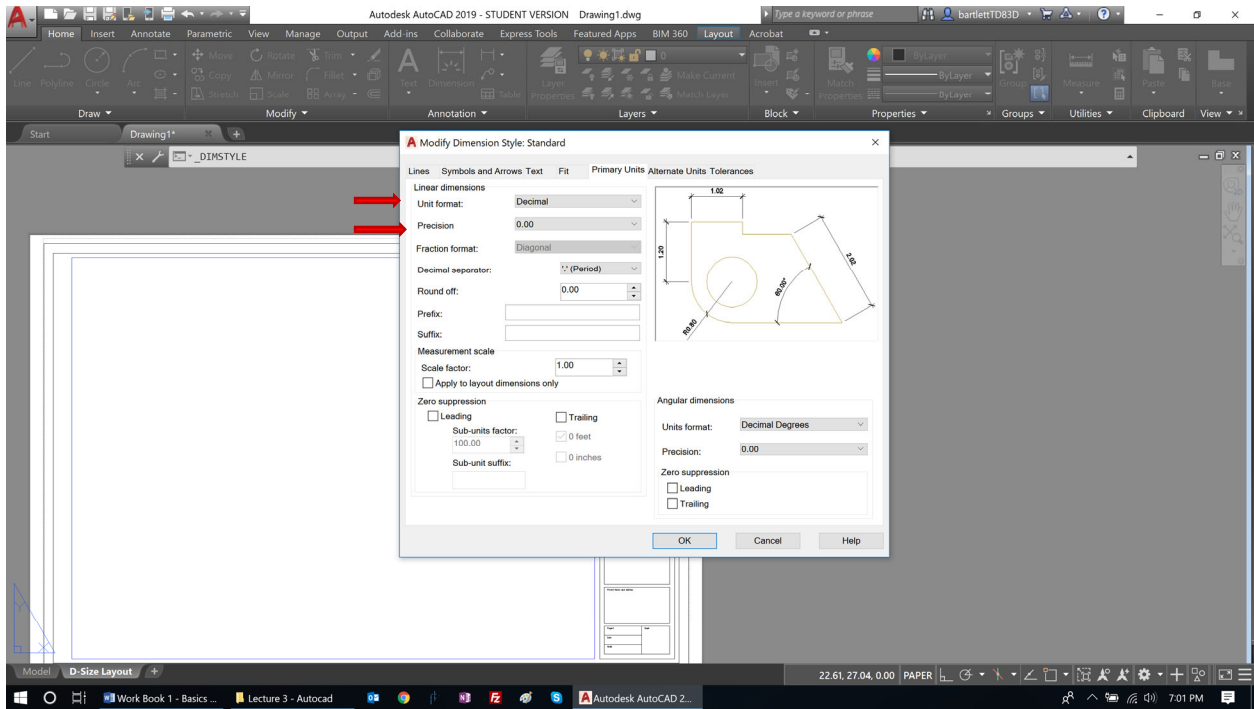 Autodesk AutoCAD 2019 - STUDENT VERSION Drawing1.dwg Type a keyword or phrase bartlettTD83D
Home Insert Annotate Parametric View Manage Output Add-ins Collaborate Express Tools Featured Apps BIM 360 Layout Acrobat
Move Rotate Trim 0 ByLayer
Copy Mirror Fillet Make Current ByLayer
Stretch Scale Array Table Match Layer ByLayer
Line Polyline Circle Arc Text Dimension Layer Properties Insert Match Properties Group Measure Paste Base
Draw Modify Annotation Layers Block Properties Groups Utilities Clipboard View
Start Drawing1* +
_DIMSTYLE
Modify Dimension Style: Standard
Lines Symbols and Arrows Text Fit Primary Units Alternate Units Tolerances
Linear dimensions
Unit format: Decimal
Precision 0.00
Fraction format: Diagonal
Decimal separator: '.' (Period)
Round off: 0.00
Prefix:
Suffix:
Measurement scale
Scale factor: 1.00
Apply to layout dimensions only
Zero suppression
Leading Trailing
Sub-units factor: 0 feet
100.00
Sub-unit suffix: 0 inches
1.02
1.20
2.02
60.00°
R0.80
Angular dimensions
Units format: Decimal Degrees
Precision: 0.00
Zero suppression
Leading
Trailing
OK Cancel Help
Y
X
Model D-Size Layout + 22.61, 27.04, 0.00 PAPER
Work Book 1 - Basics ... Lecture 3 - Autocad Autodesk AutoCAD 2... 7:01 PM